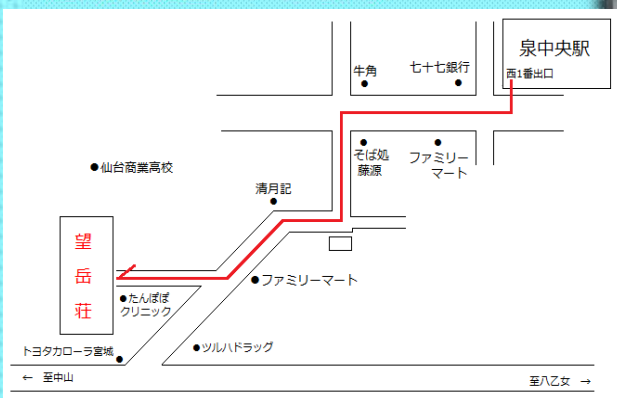 泉中央駅
西1番出口
牛角
七十七銀行
そば処
藤源
ファミリー
マート
仙台商業高校
清月記
望
岳
荘
ファミリーマート
たんぽぽ
クリニック
トヨタカローラ宮城
ツルハドラッグ
← 至中山
至八乙女 →